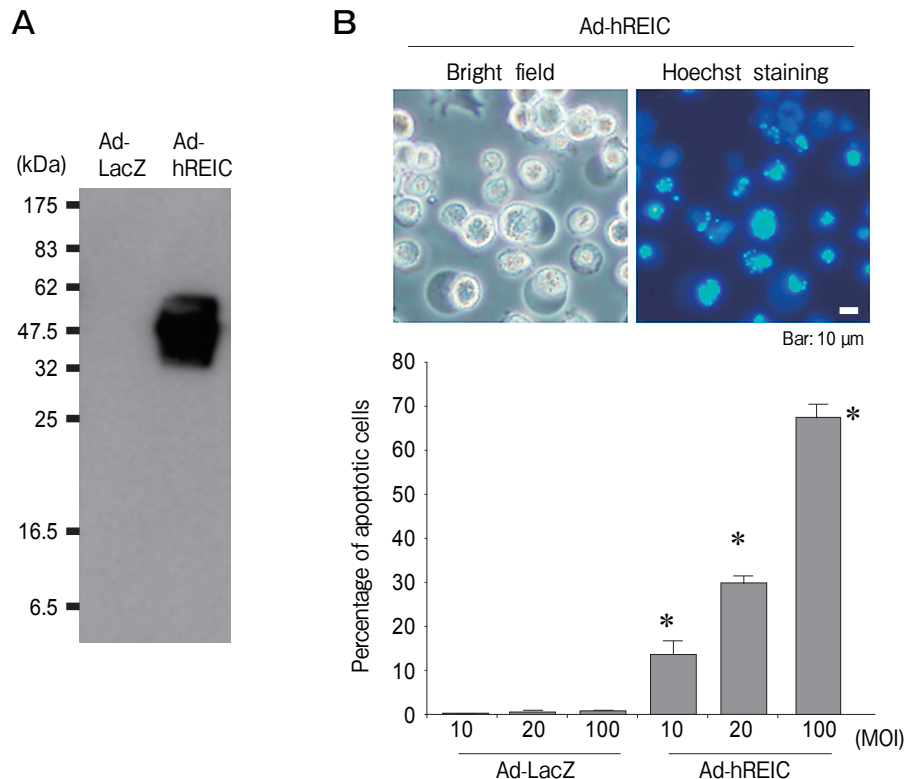 A
(kDa)
Ad-
LacZ
Ad-
hREIC
175
83
62
47.5
32
25
16.5
6.5
B
Ad-hREIC
Bright field
Hoechst staining
Bar: 10 µm
Percentage of apoptotic cells
80
70
60
50
40
30
20
10
0
*
*
*
10
20
100
10
20
100
(MOI)
Ad-LacZ
Ad-hREIC